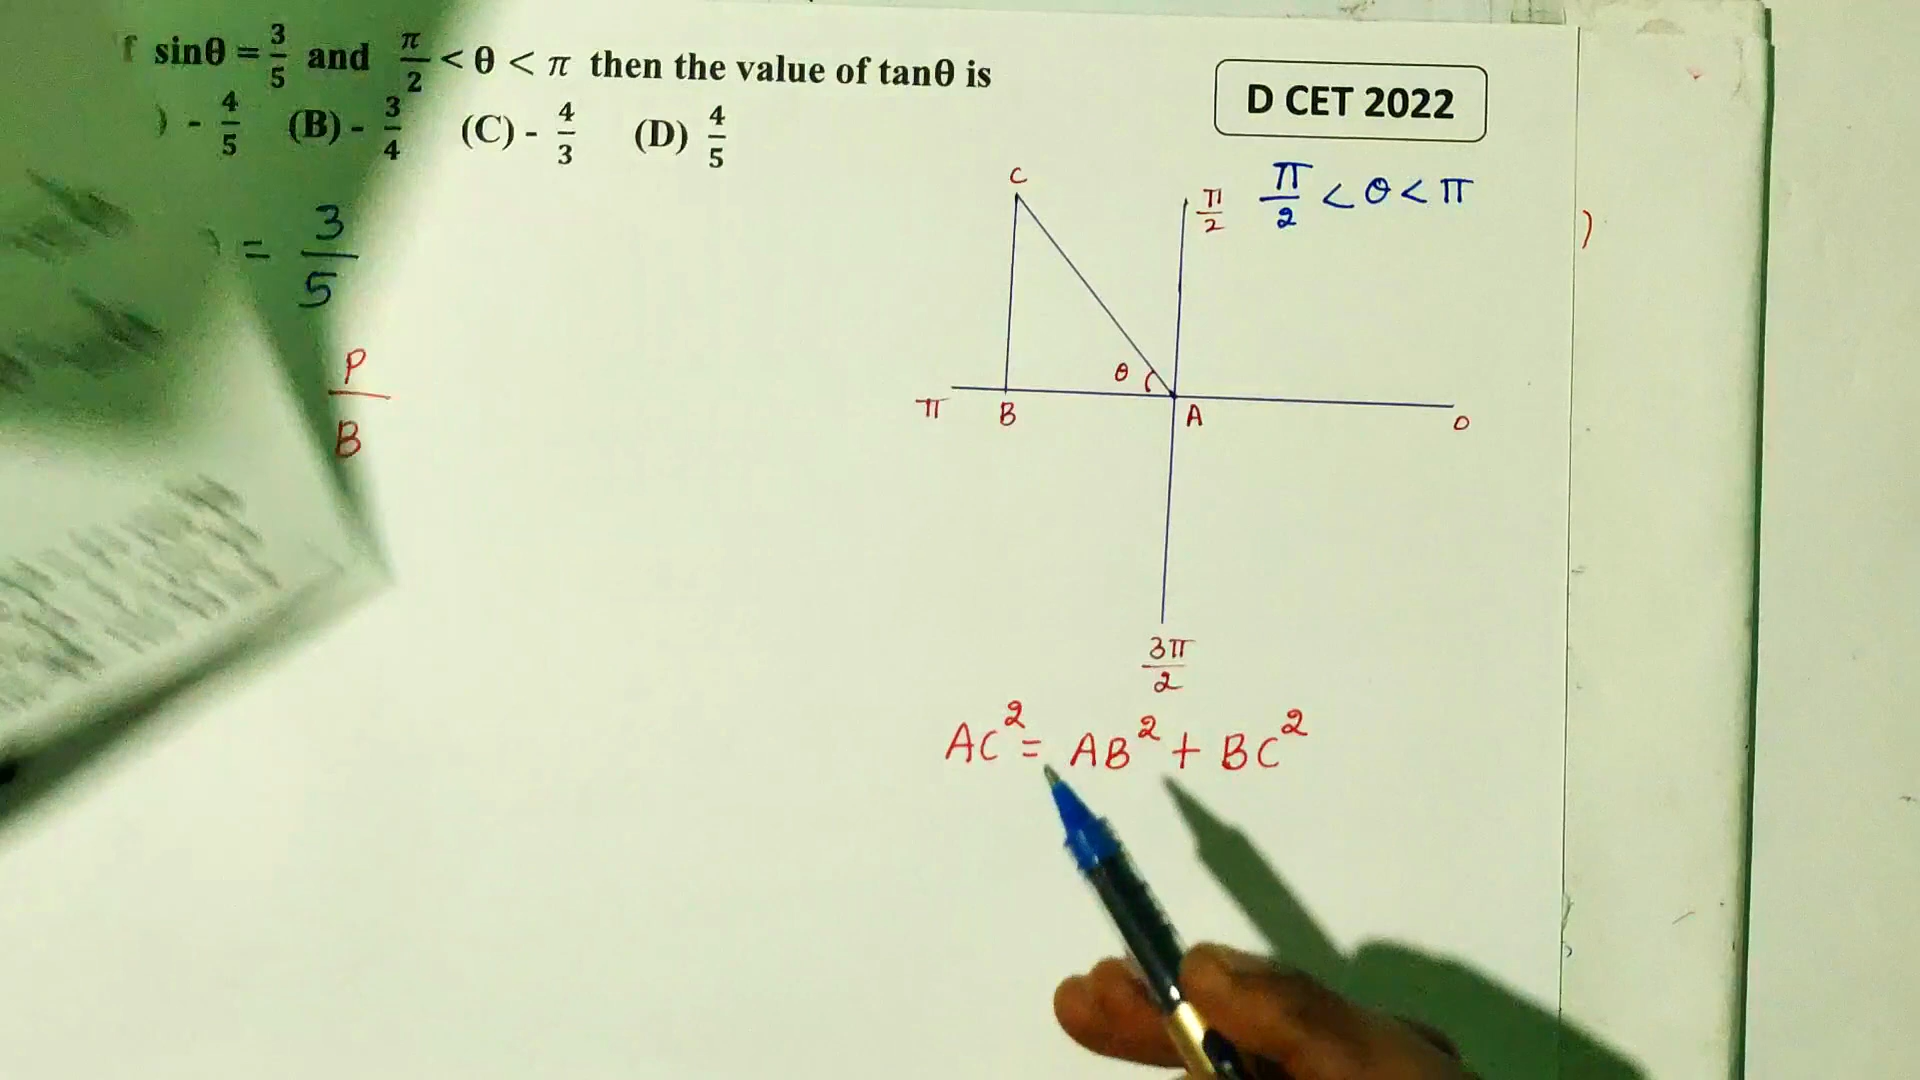 f sinθ = 3/5 and π/2 < θ < π then the value of tanθ is
) - 4/5 (B) - 3/4 (C) - 4/3 (D) 4/5
D CET 2022
π/2 < θ < π
C
π/2
) = 3/5
)
P/B
θ
π B A 0
3π/2
AC² = AB² + BC²